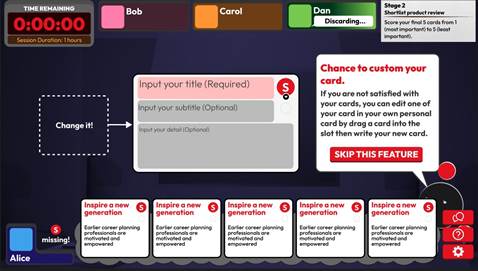 TIME REMAINING
0:00:00
Session Duration: 1 hours
Bob
Carol
Dan
Discarding...
Stage 2
Shortlist product review
Score your final 5 cards from 1
(most important) to 5 (least
important).
Chance to custom your
card.
If you are not satisfied with
your cards, you can edit one of
your card in your own personal
card by drag a card into the
slot then write your new card.
SKIP THIS FEATURE
Change it!
Input your title (Required)
S
Input your subtitle (Optional)
Input your detail (Optional)
S
missing!
Alice
Inspire a new
generation
S
Earlier career planning
professionals are
motivated and
empowered
Inspire a new
generation
S
Earlier career planning
professionals are
motivated and
empowered
Inspire a new
generation
S
Earlier career planning
professionals are
motivated and
empowered
Inspire a new
generation
S
Earlier career planning
professionals are
motivated and
empowered
Inspire a new
generation
S
Earlier career planning
professionals are
motivated and
empowered
?